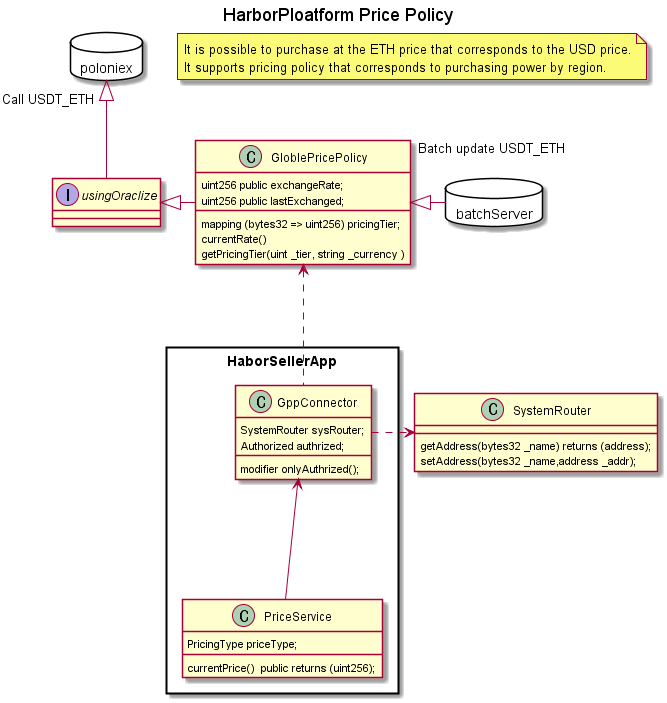 HarborPloatform Price Policy
It is possible to purchase at the ETH price that corresponds to the USD price.
It supports pricing policy that corresponds to purchasing power by region.
poloniex
Call USDT_ETH
I usingOraclize
C GloblePricePolicy
uint256 public exchangeRate;
uint256 public lastExchanged;
mapping (bytes32 => uint256) pricingTier;
currentRate()
getPricingTier(uint _tier, string _currency )
Batch update USDT_ETH
batchServer
HaborSellerApp
C GppConnector
SystemRouter sysRouter;
Authorized authrized;
modifier onlyAuthrized();
C SystemRouter
getAddress(bytes32 _name) returns (address);
setAddress(bytes32 _name,address _addr);
C PriceService
PricingType priceType;
currentPrice()  public returns (uint256);